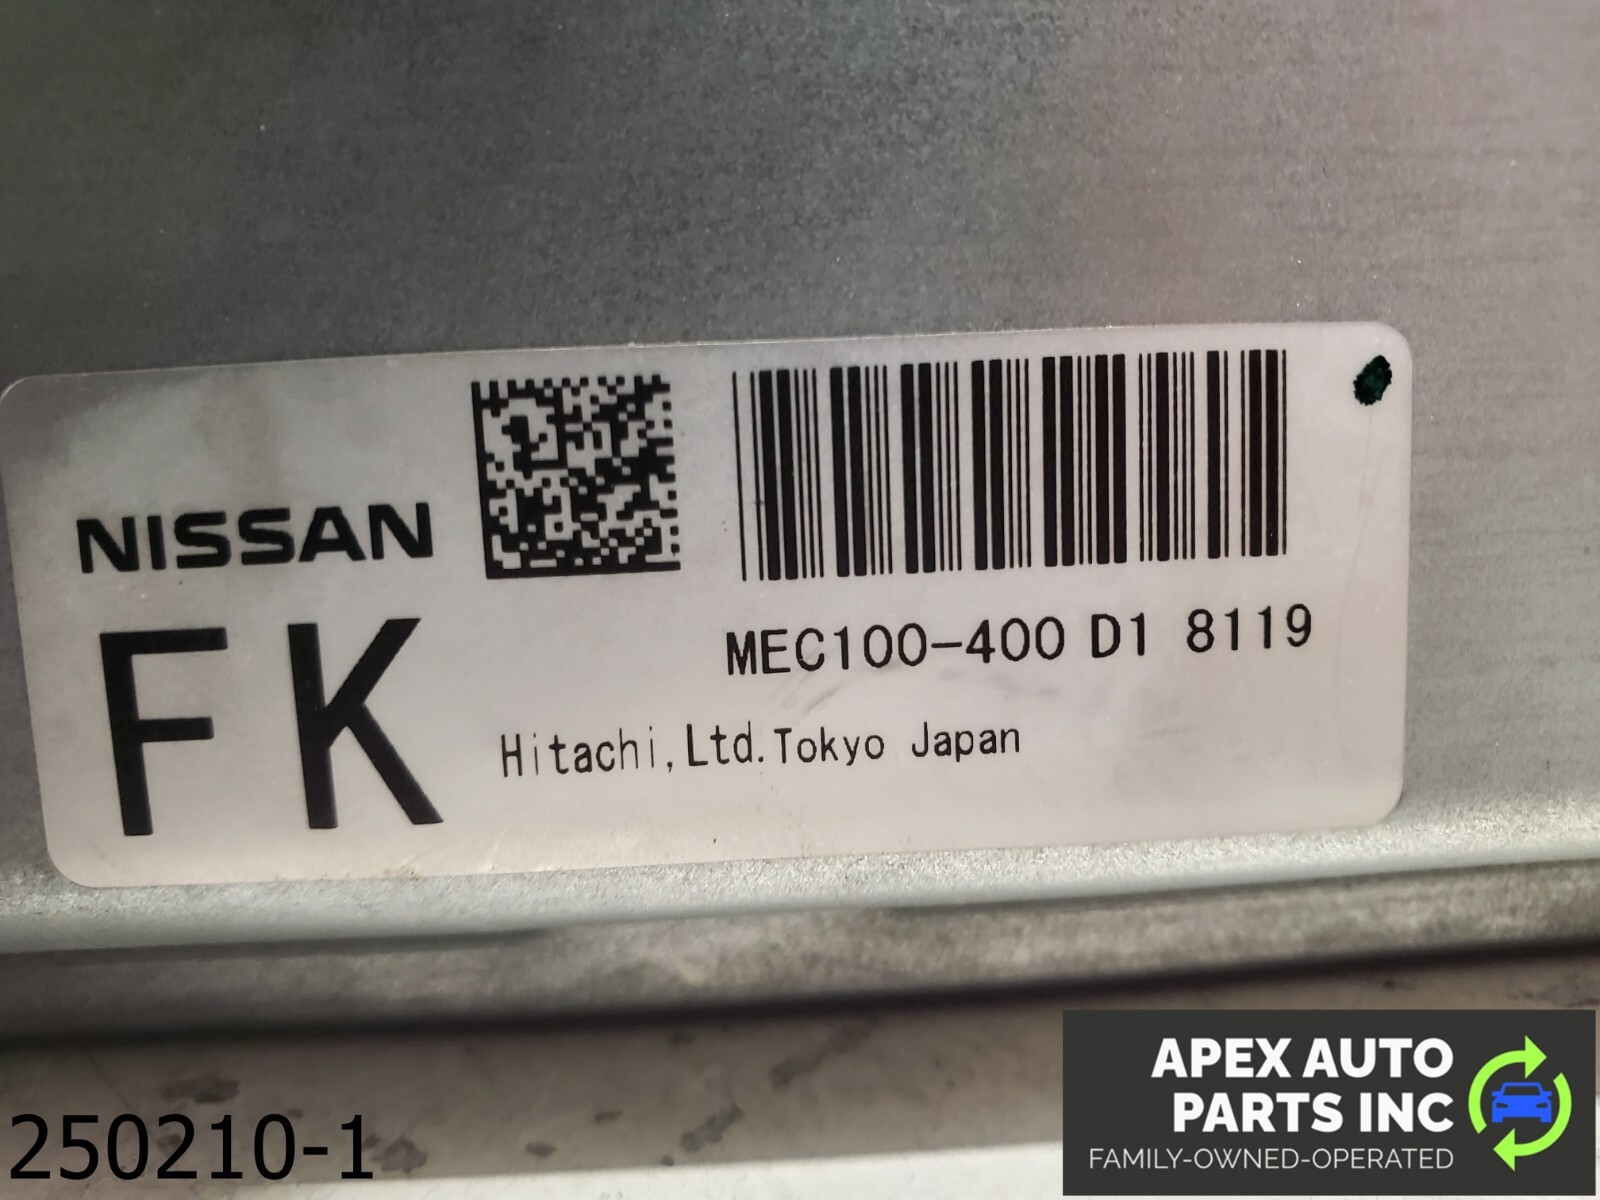 NISSAN
FK
MEC100-400 D1 8119
Hitachi,Ltd.Tokyo Japan
250210-1
APEX AUTO
PARTS INC
FAMILY-OWNED-OPERATED